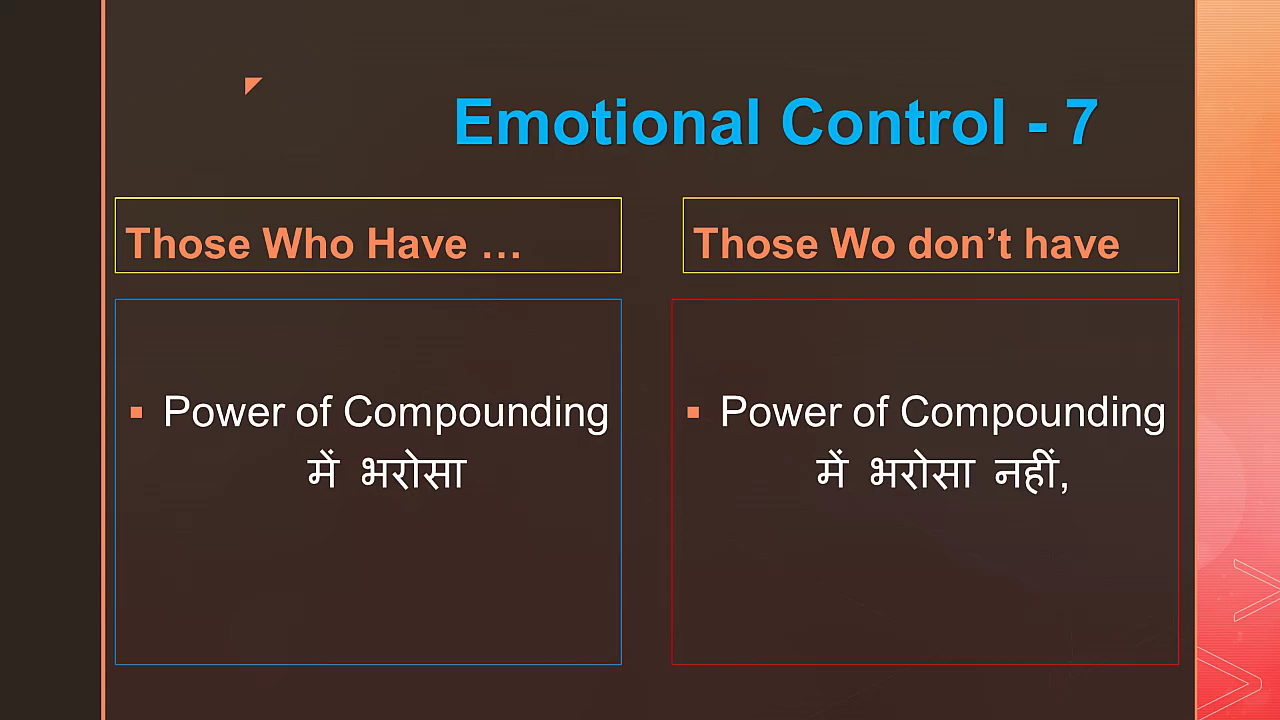 Emotional Control - 7
Those Who Have …
Those Wo don’t have
▪ Power of Compounding
में भरोसा
▪ Power of Compounding
में भरोसा नहीं,